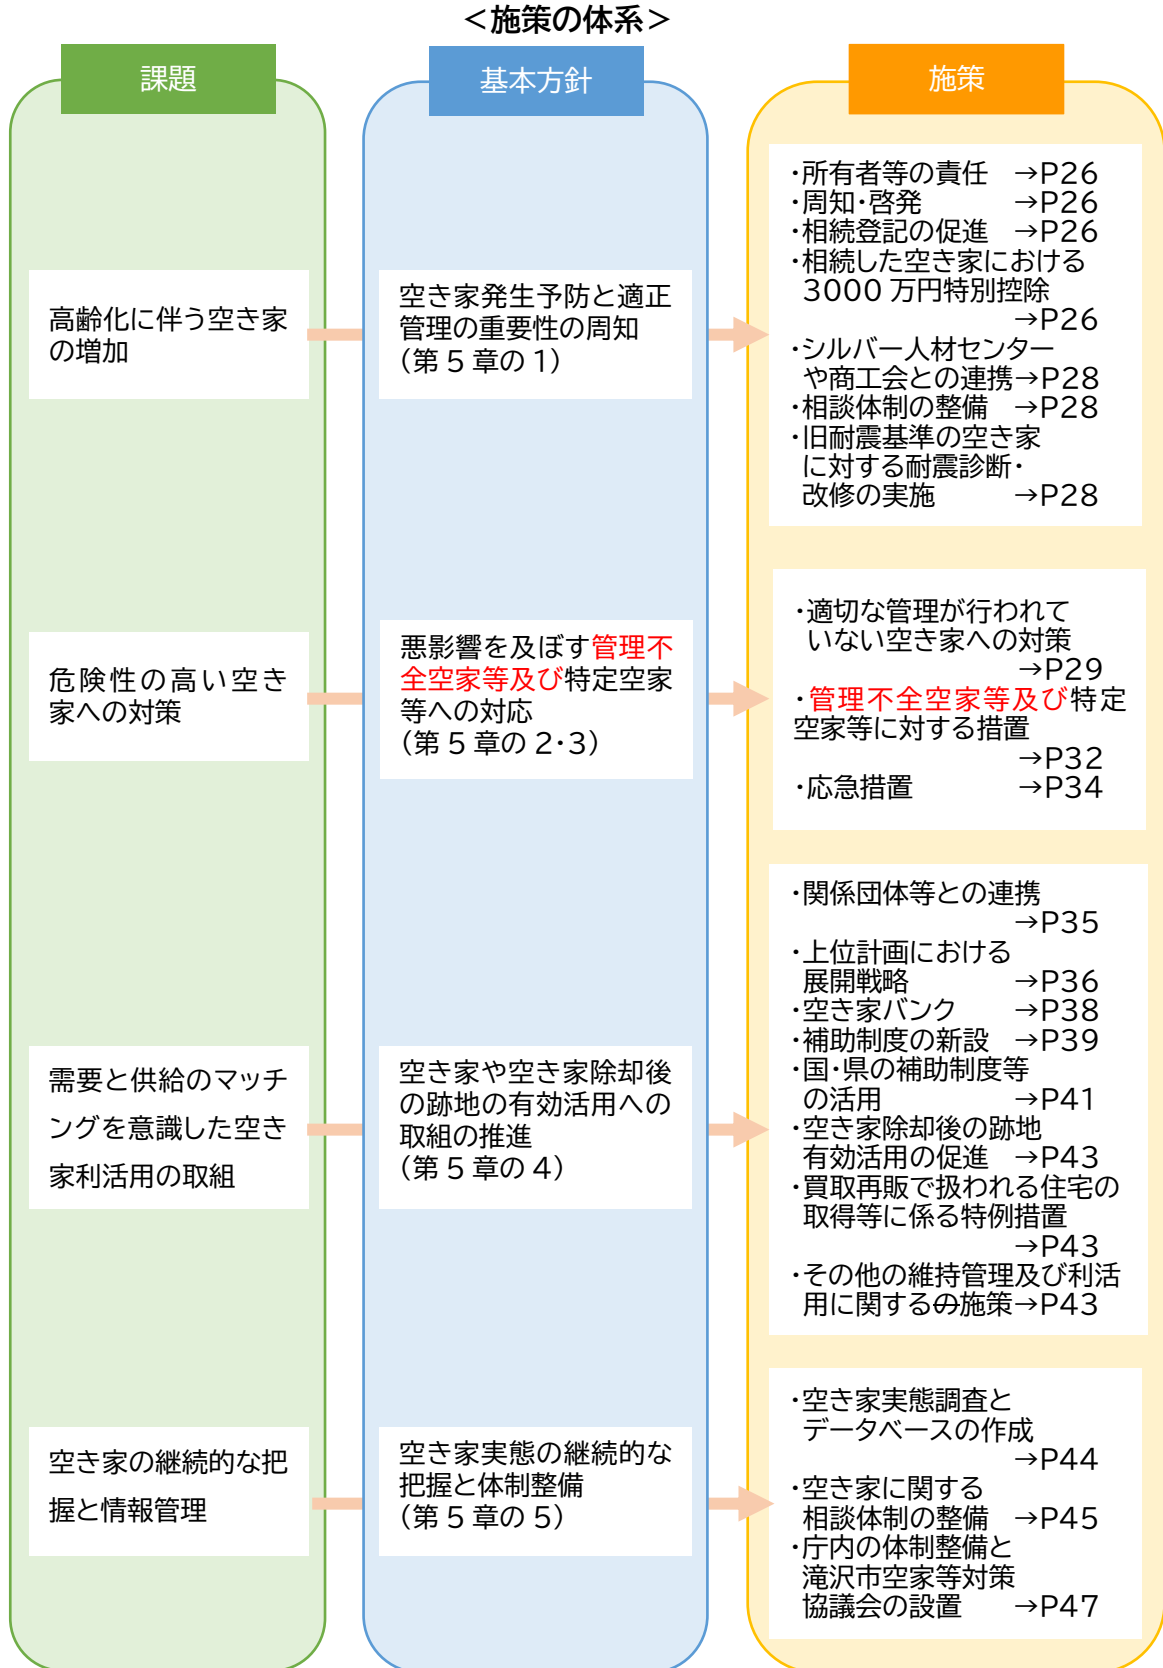 ＜施策の体系＞
課題
基本方針
施策
高齢化に伴う空き家
の増加
空き家発生予防と適正
管理の重要性の周知
（第５章の１）
・所有者等の責任　→P26
・周知・啓発　→P26
・相続登記の促進　→P26
・相続した空き家における
3000万円特別控除
→P26
・シルバー人材センター
や商工会との連携→P28
・相談体制の整備　→P28
・旧耐震基準の空き家
に対する耐震診断・
改修の実施　→P28
危険性の高い空き
家への対策
悪影響を及ぼす管理不
全空家等及び特定空家
等への対応
（第５章の２・３）
・適切な管理が行われて
いない空き家への対策
→P29
・管理不全空家等及び特定
空家等に対する措置
→P32
・応急措置　→P34
需要と供給のマッチ
ングを意識した空き
家利活用の取組
空き家や空き家除却後
の跡地の有効活用への
取組の推進
（第５章の４）
・関係団体等との連携
→P35
・上位計画における
展開戦略　→P36
・空き家バンク　→P38
・補助制度の新設　→P39
・国・県の補助制度等
の活用　→P41
・空き家除却後の跡地
有効活用の促進　→P43
・買取再販で扱われる住宅の
取得等に係る特例措置
→P43
・その他の維持管理及び利活
用に関するの施策→P43
空き家の継続的な把
握と情報管理
空き家実態の継続的な
把握と体制整備
（第５章の５）
・空き家実態調査と
データベースの作成
→P44
・空き家に関する
相談体制の整備　→P45
・庁内の体制整備と
滝沢市空家等対策
協議会の設置　→P47